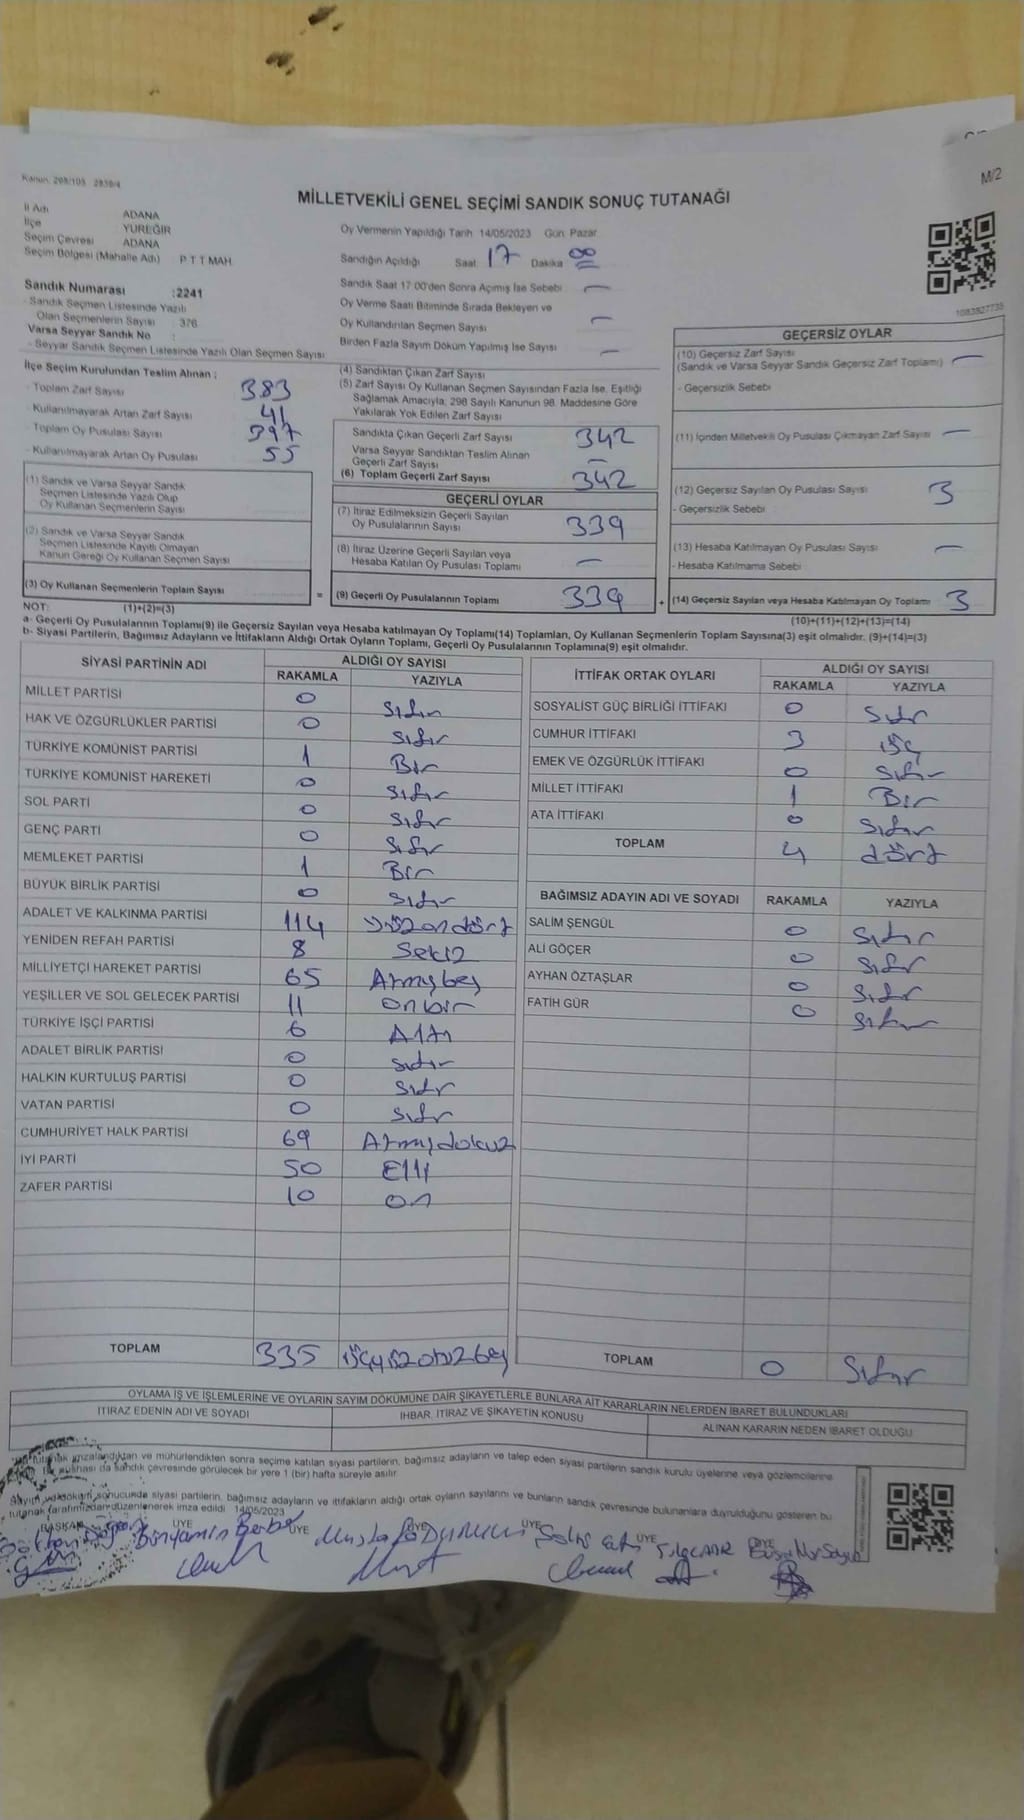 Kanun: 298/105 2839/4
M/2
MİLLETVEKİLİ GENEL SEÇİMİ SANDIK SONUÇ TUTANAĞI
İl Adı ADANA
İlçe YÜREĞİR
Seçim Çevresi ADANA
Seçim Bölgesi (Mahalle Adı) P T T MAH.
Sandık Numarası :2241
- Sandık Seçmen Listesinde Yazılı
Olan Seçmenlerin Sayısı : 376
Varsa Seyyar Sandık No :
- Seyyar Sandık Seçmen Listesinde Yazılı Olan Seçmen Sayısı
Oy Vermenin Yapıldığı Tarih 14/05/2023 Gün Pazar
Sandığın Açıldığı Saat 17 Dakika 00
Sandık Saat 17:00'den Sonra Açımış İse Sebebi —
Oy Verme Saati Bitiminde Sırada Bekleyen ve
Oy Kullandırılan Seçmen Sayısı —
Birden Fazla Sayım Döküm Yapılmış İse Sayısı —
1083827735
İlçe Seçim Kurulundan Teslim Alınan ;
- Toplam Zarf Sayısı 383
- Kullanılmayarak Artan Zarf Sayısı 41
- Toplam Oy Pusulası Sayısı 397
- Kullanılmayarak Artan Oy Pusulası 55
(1) Sandık ve Varsa Seyyar Sandık
Seçmen Listesinde Yazılı Olup
Oy Kullanan Seçmenlerin Sayısı
(2) Sandık ve Varsa Seyyar Sandık
Seçmen Listesinde Kayıtlı Olmayan
Kanun Gereği Oy Kullanan Seçmen Sayısı
(3) Oy Kullanan Seçmenlerin Toplam Sayısı
(4) Sandıktan Çıkan Zarf Sayısı
(5) Zarf Sayısı Oy Kullanan Seçmen Sayısından Fazla İse, Eşitliği
Sağlamak Amacıyla, 298 Sayılı Kanunun 98. Maddesine Göre
Yakılarak Yok Edilen Zarf Sayısı
Sandıkta Çıkan Geçerli Zarf Sayısı 342
Varsa Seyyar Sandıktan Teslim Alınan
Geçerli Zarf Sayısı —
(6) Toplam Geçerli Zarf Sayısı 342
GEÇERLİ OYLAR
(7) İtiraz Edilmeksizin Geçerli Sayılan
Oy Pusulalarının Sayısı 339
(8) İtiraz Üzerine Geçerli Sayılan veya
Hesaba Katılan Oy Pusulası Toplamı —
= (9) Geçerli Oy Pusulalarının Toplamı 339
GEÇERSİZ OYLAR
(10) Geçersiz Zarf Sayısı
(Sandık ve Varsa Seyyar Sandık Geçersiz Zarf Toplamı) —
- Geçersizlik Sebebi
(11) İçinden Milletvekili Oy Pusulası Çıkmayan Zarf Sayısı —
(12) Geçersiz Sayılan Oy Pusulası Sayısı 3
- Geçersizlik Sebebi
(13) Hesaba Katılmayan Oy Pusulası Sayısı —
- Hesaba Katılmama Sebebi
+ (14) Geçersiz Sayılan veya Hesaba Katılmayan Oy Toplamı 3
NOT: (1)+(2)=(3)
(10)+(11)+(12)+(13)=(14)
a- Geçerli Oy Pusulalarının Toplamı(9) ile Geçersiz Sayılan veya Hesaba katılmayan Oy Toplamı(14) Toplamları, Oy Kullanan Seçmenlerin Toplam Sayısına(3) eşit olmalıdır. (9)+(14)=(3)
b- Siyasi Partilerin, Bağımsız Adayların ve İttifakların Aldığı Ortak Oyların Toplamı, Geçerli Oy Pusulalarının Toplamına(9) eşit olmalıdır.
SİYASİ PARTİNİN ADI ALDIĞI OY SAYISI
RAKAMLA YAZIYLA
MİLLET PARTİSİ 0 Sıfır
HAK VE ÖZGÜRLÜKLER PARTİSİ 0 Sıfır
TÜRKİYE KOMÜNİST PARTİSİ 1 Bir
TÜRKİYE KOMÜNİST HAREKETİ 0 Sıfır
SOL PARTİ 0 Sıfır
GENÇ PARTİ 0 Sıfır
MEMLEKET PARTİSİ 1 Bir
BÜYÜK BİRLİK PARTİSİ 0 Sıfır
ADALET VE KALKINMA PARTİSİ 114 Yüzondört
YENİDEN REFAH PARTİSİ 8 Sekiz
MİLLİYETÇİ HAREKET PARTİSİ 65 Atmışbeş
YEŞİLLER VE SOL GELECEK PARTİSİ 11 Onbir
TÜRKİYE İŞÇİ PARTİSİ 6 Altı
ADALET BİRLİK PARTİSİ 0 Sıfır
HALKIN KURTULUŞ PARTİSİ 0 Sıfır
VATAN PARTİSİ 0 Sıfır
CUMHURİYET HALK PARTİSİ 69 Atmışdokuz
İYİ PARTİ 50 Elli
ZAFER PARTİSİ 10 On
TOPLAM 335 üçyüzotuzbeş
İTTİFAK ORTAK OYLARI ALDIĞI OY SAYISI
RAKAMLA YAZIYLA
SOSYALİST GÜÇ BİRLİĞİ İTTİFAKI 0 Sıfır
CUMHUR İTTİFAKI 3 üç
EMEK VE ÖZGÜRLÜK İTTİFAKI 0 Sıfır
MİLLET İTTİFAKI 1 Bir
ATA İTTİFAKI 0 Sıfır
TOPLAM 4 dört
BAĞIMSIZ ADAYIN ADI VE SOYADI RAKAMLA YAZIYLA
SALİM ŞENGÜL 0 Sıfır
ALİ GÖÇER 0 Sıfır
AYHAN ÖZTAŞLAR 0 Sıfır
FATİH GÜR 0 Sıfır
TOPLAM 0 Sıfır
OYLAMA İŞ VE İŞLEMLERİNE VE OYLARIN SAYIM DÖKÜMÜNE DAİR ŞİKAYETLERLE BUNLARA AİT KARARLARIN NELERDEN İBARET BULUNDUKLARI
İTİRAZ EDENİN ADI VE SOYADI İHBAR, İTİRAZ VE ŞİKAYETİN KONUSU ALINAN KARARIN NEDEN İBARET OLDUĞU
tutanak imzalandıktan ve mühürlendikten sonra seçime katılan siyasi partilerin, bağımsız adayların ve talep eden siyasi partilerin sandık kurulu üyelerine veya gözlemcilerine
da sandık çevresinde görülecek bir yere 1 (bir) hafta süreyle asılır.
Sayım ve döküm sonucunda siyasi partilerin, bağımsız adayların ve ittifakların aldığı ortak oyların sayılarını ve bunların sandık çevresinde bulunanlara duyrulduğunu gösteren bu
tutanak tarafımızdan düzenlenerek imza edildi. 14/05/2023
BAŞKAN ÜYE ÜYE ÜYE ÜYE ÜYE
Bünyamin Mustafa